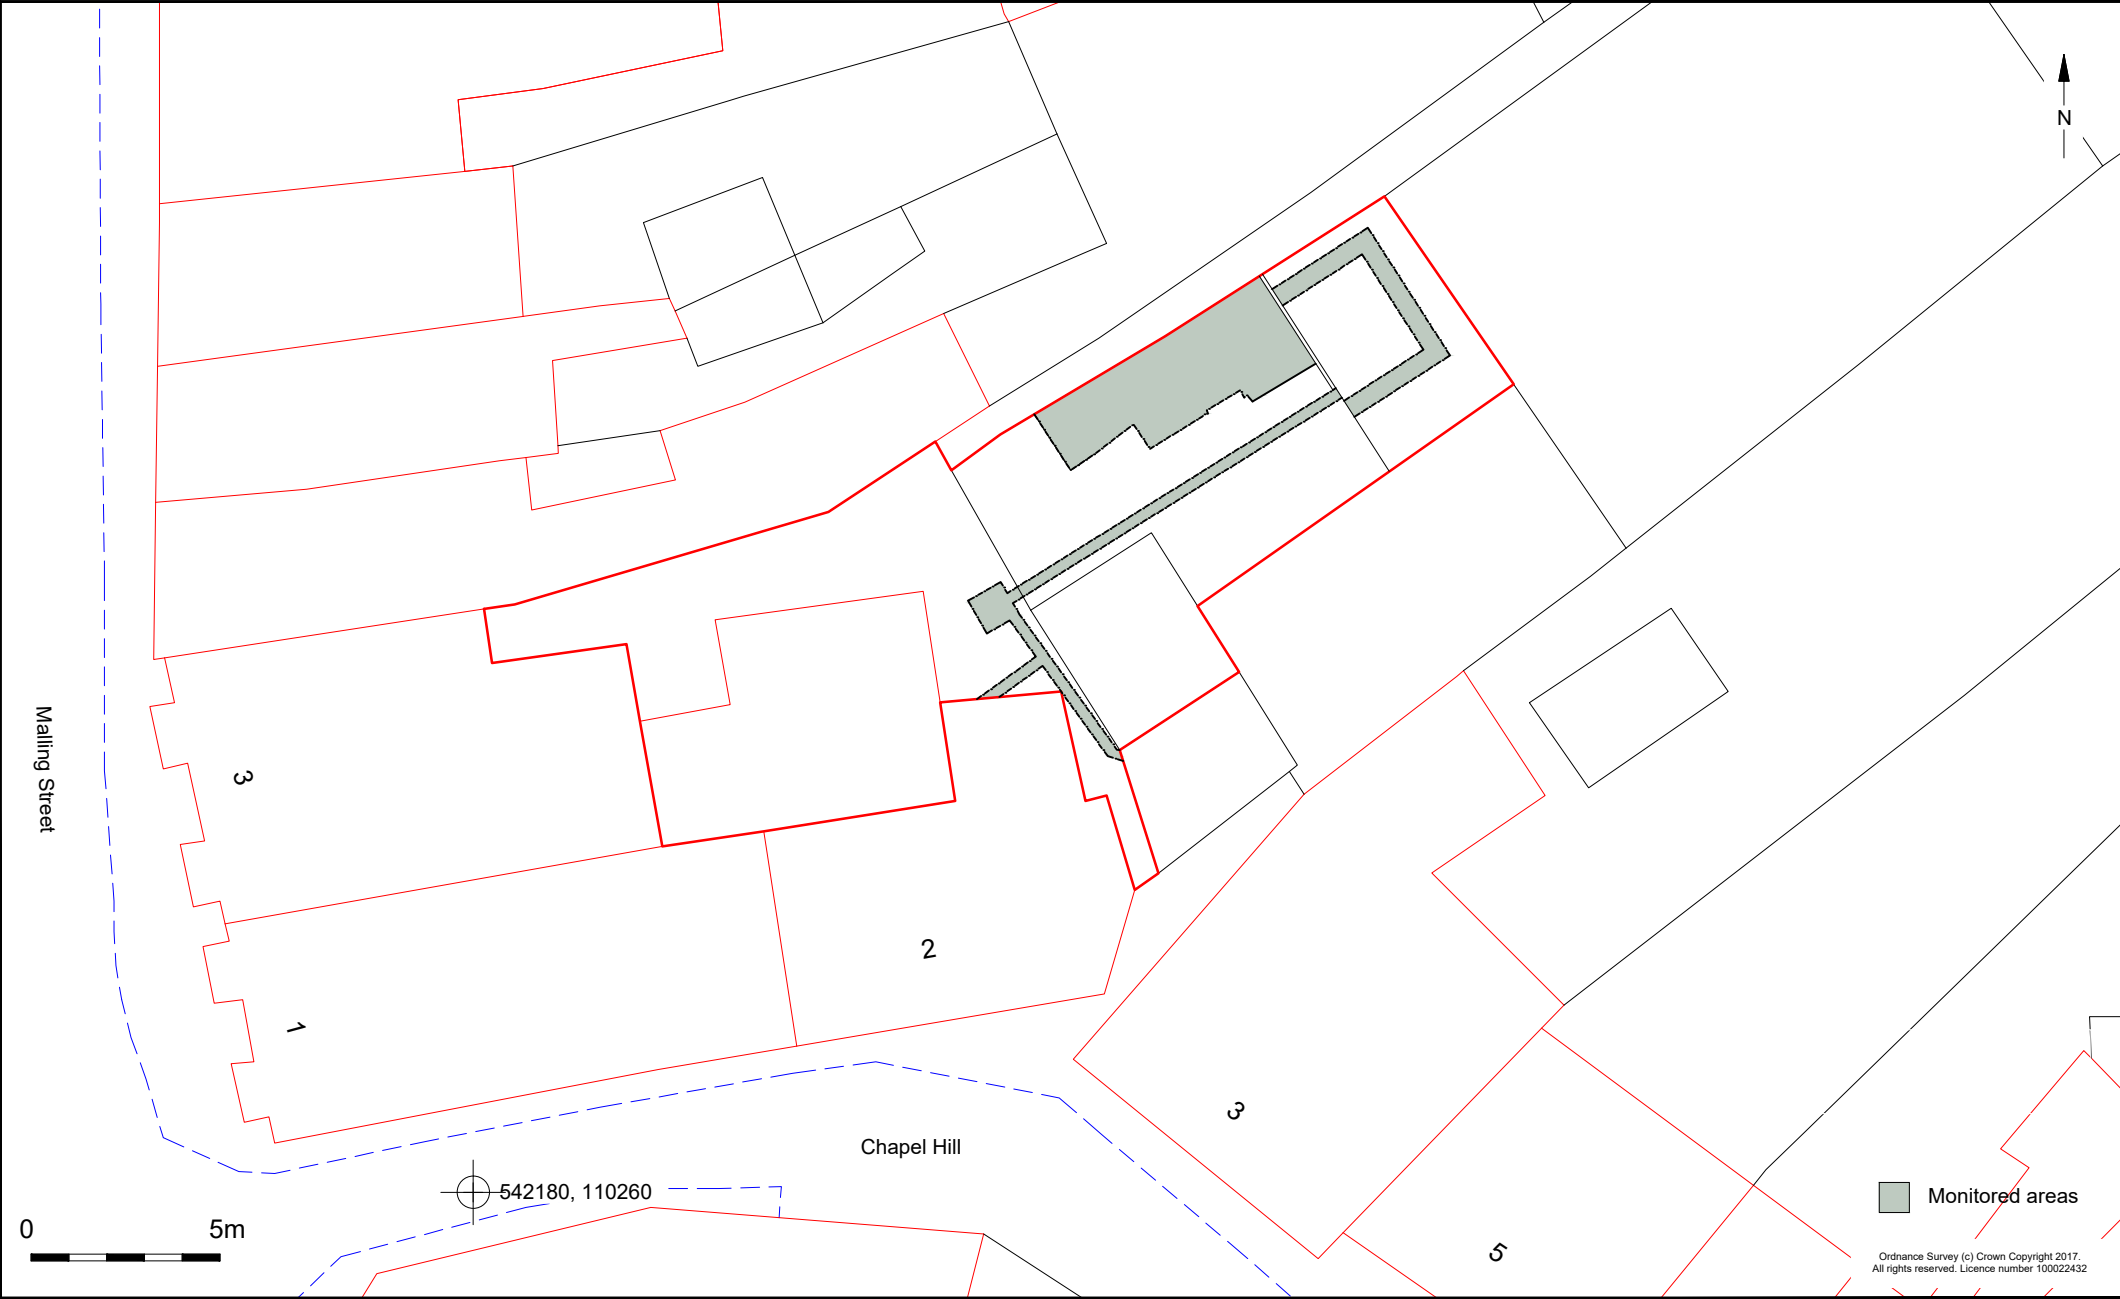 N
Malling Street
3
2
1
3
Chapel Hill
542180, 110260
0 5m
5
Monitored areas
Ordnance Survey (c) Crown Copyright 2017.
All rights reserved. Licence number 100022432